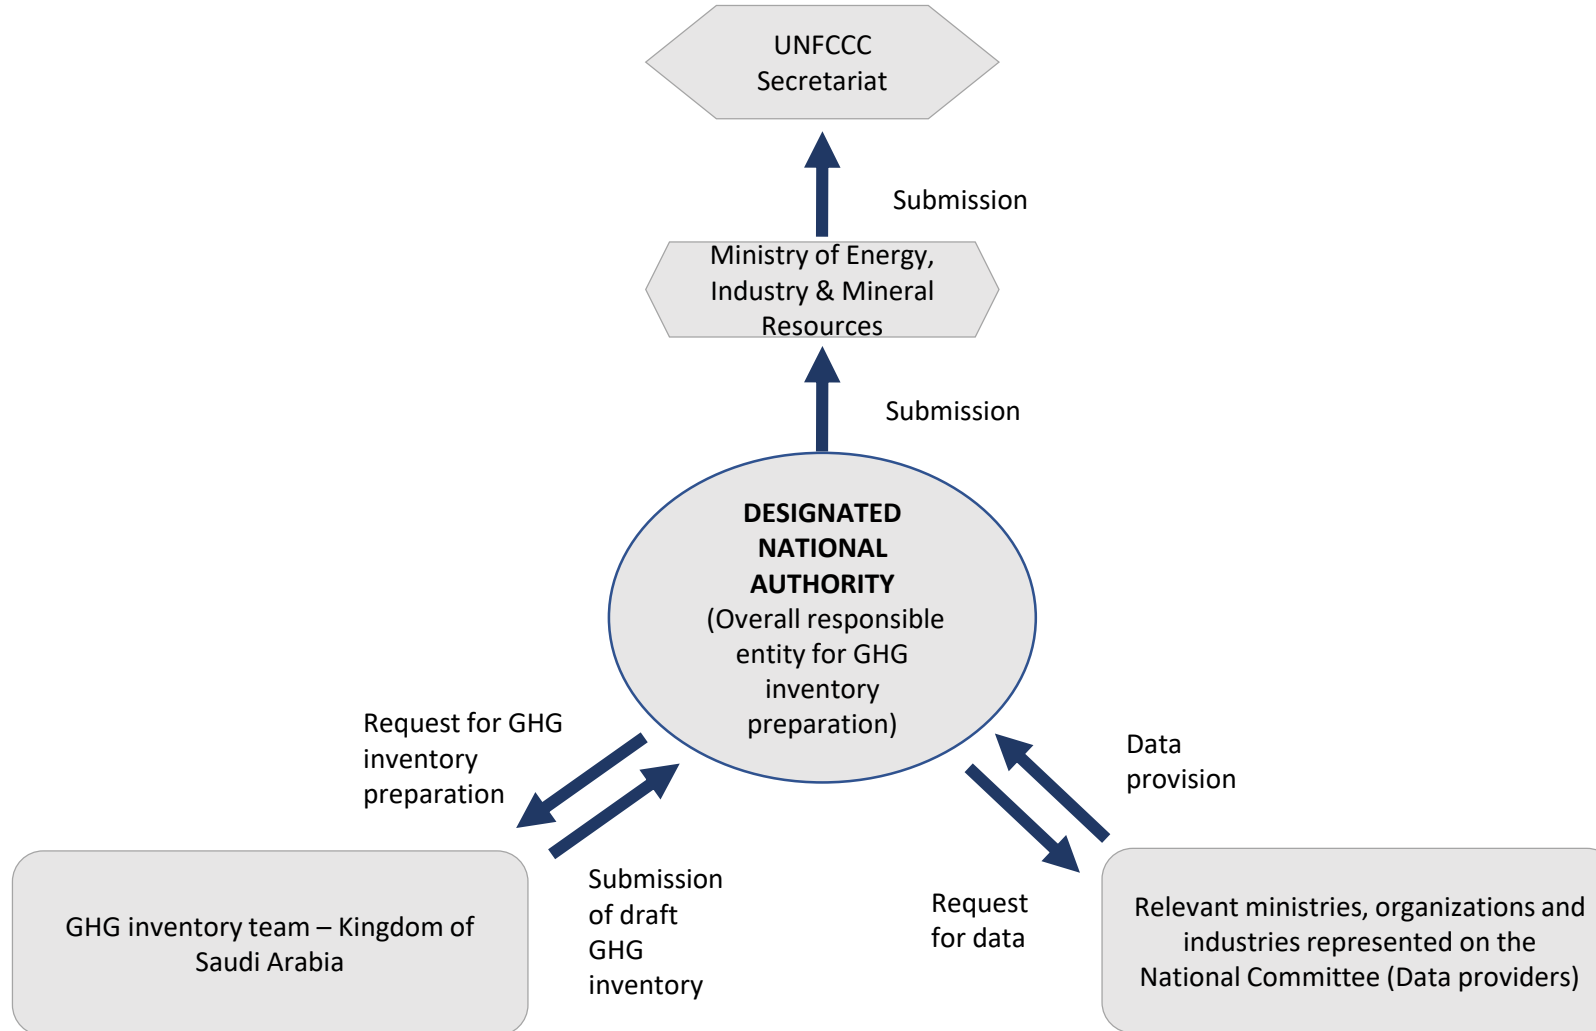 UNFCCC
Secretariat
Submission
Ministry of Energy,
Industry & Mineral
Resources
Submission
DESIGNATED
NATIONAL
AUTHORITY
(Overall responsible
entity for GHG
inventory
preparation)
Request for GHG
inventory
preparation
Data
provision
Submission
of draft
GHG
inventory
Request
for data
GHG inventory team – Kingdom of
Saudi Arabia
Relevant ministries, organizations and
industries represented on the
National Committee (Data providers)